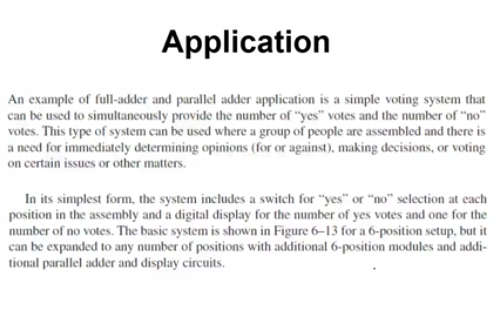 Application
An example of full-adder and parallel adder application is a simple voting system that
can be used to simultaneously provide the number of “yes” votes and the number of “no”
votes. This type of system can be used where a group of people are assembled and there is
a need for immediately determining opinions (for or against), making decisions, or voting
on certain issues or other matters.
In its simplest form, the system includes a switch for “yes” or “no” selection at each
position in the assembly and a digital display for the number of yes votes and one for the
number of no votes. The basic system is shown in Figure 6–13 for a 6-position setup, but it
can be expanded to any number of positions with additional 6-position modules and addi-
tional parallel adder and display circuits.